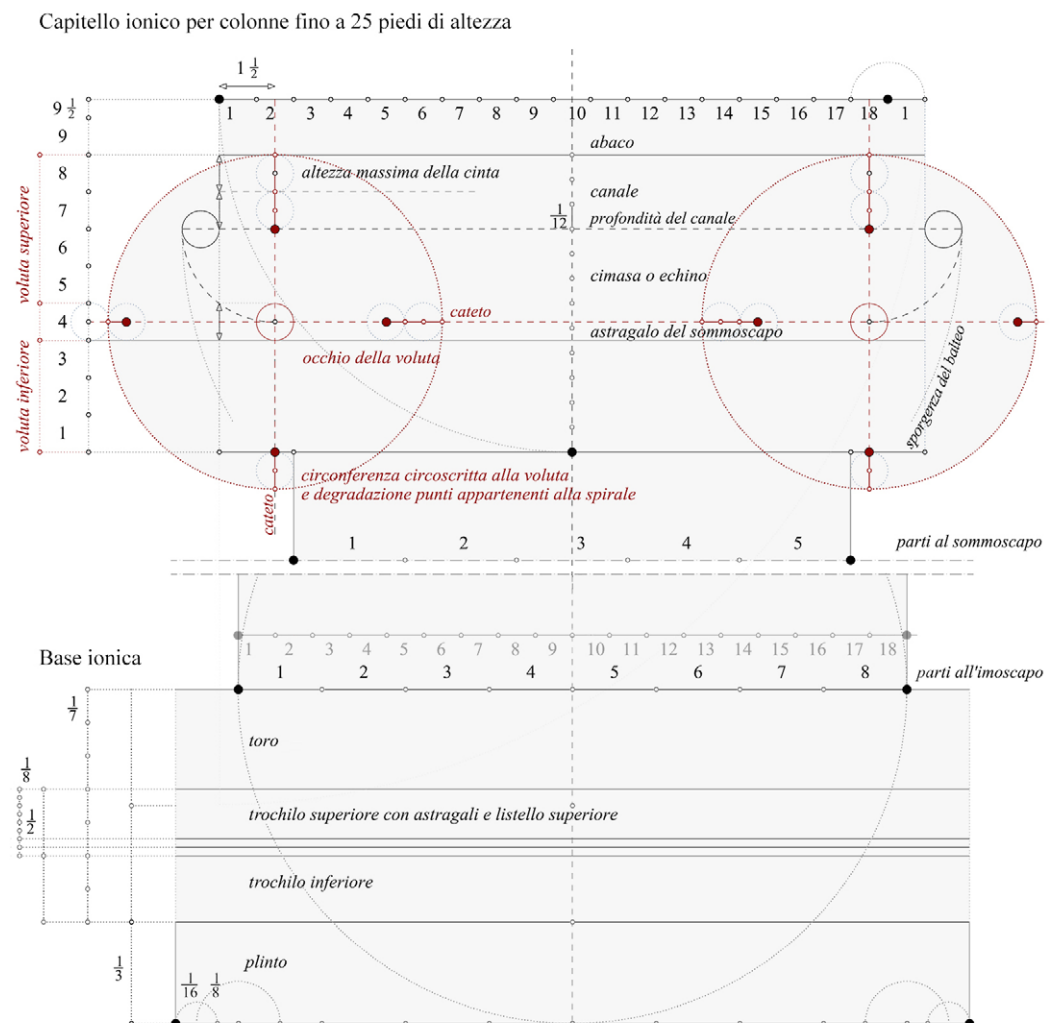 Capitello ionico per colonne fino a 25 piedi di altezza
1 1/2
9 1/2
1 2 3 4 5 6 7 8 9 10 11 12 13 14 15 16 17 18 1
9
abaco
8
altezza massima della cinta
canale
7
1/12
profondità del canale
voluta superiore
6
5
cimasa o echino
cateto
4
astragalo del sommoscapo
3
occhio della voluta
sporgenza del balteo
voluta inferiore
2
1
circonferenza circoscritta alla voluta
e degradazione punti appartenenti alla spirale
cateto
1 2 3 4 5
parti al sommoscapo
Base ionica
1 2 3 4 5 6 7 8 9 10 11 12 13 14 15 16 17 18
1 2 3 4 5 6 7 8
parti all'imoscapo
1/7
toro
1/8
1/2
trochilo superiore con astragali e listello superiore
trochilo inferiore
1/3
plinto
1/16 1/8